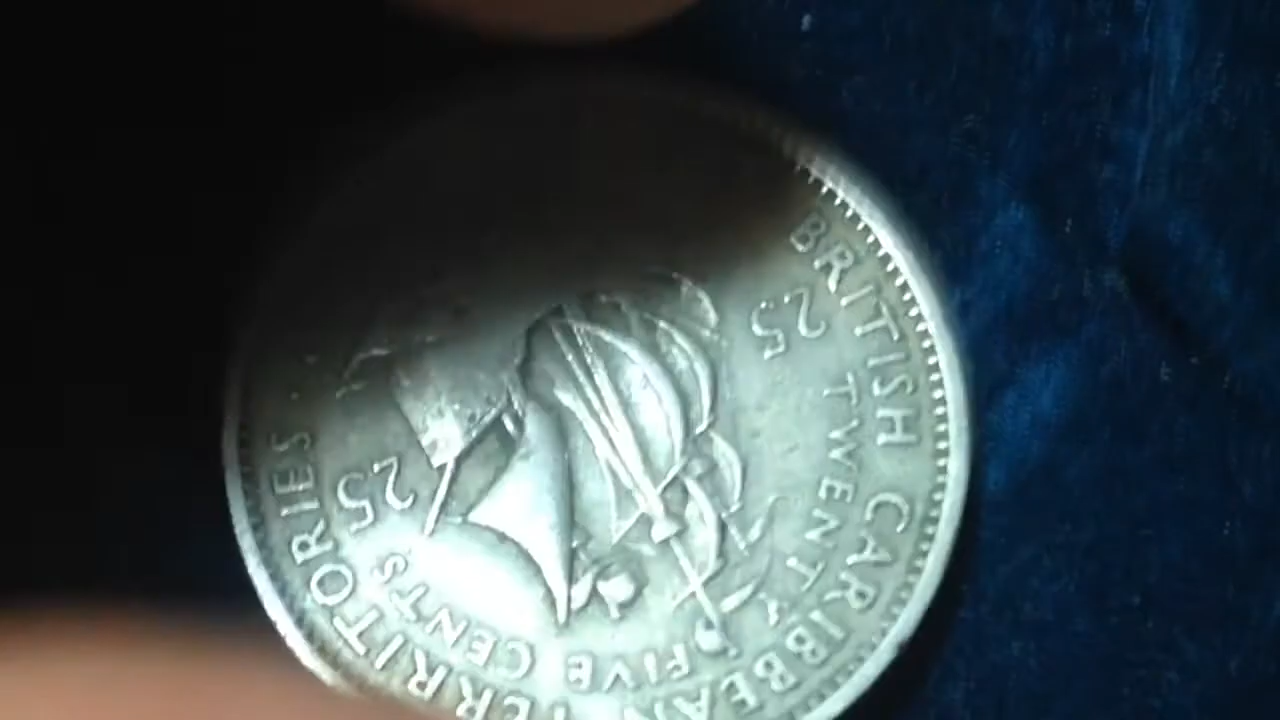 BRITISH CARIBBEAN TERRITORIES
TWENTY FIVE CENTS
25
25